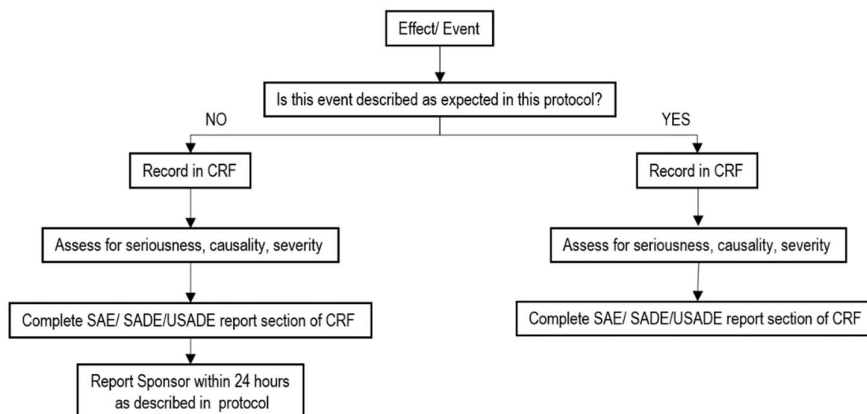 Effect/ Event
Is this event described as expected in this protocol?
NO
YES
Record in CRF
Record in CRF
Assess for seriousness, causality, severity
Assess for seriousness, causality, severity
Complete SAE/ SADE/USADE report section of CRF
Complete SAE/ SADE/USADE report section of CRF
Report Sponsor within 24 hours
as described in protocol